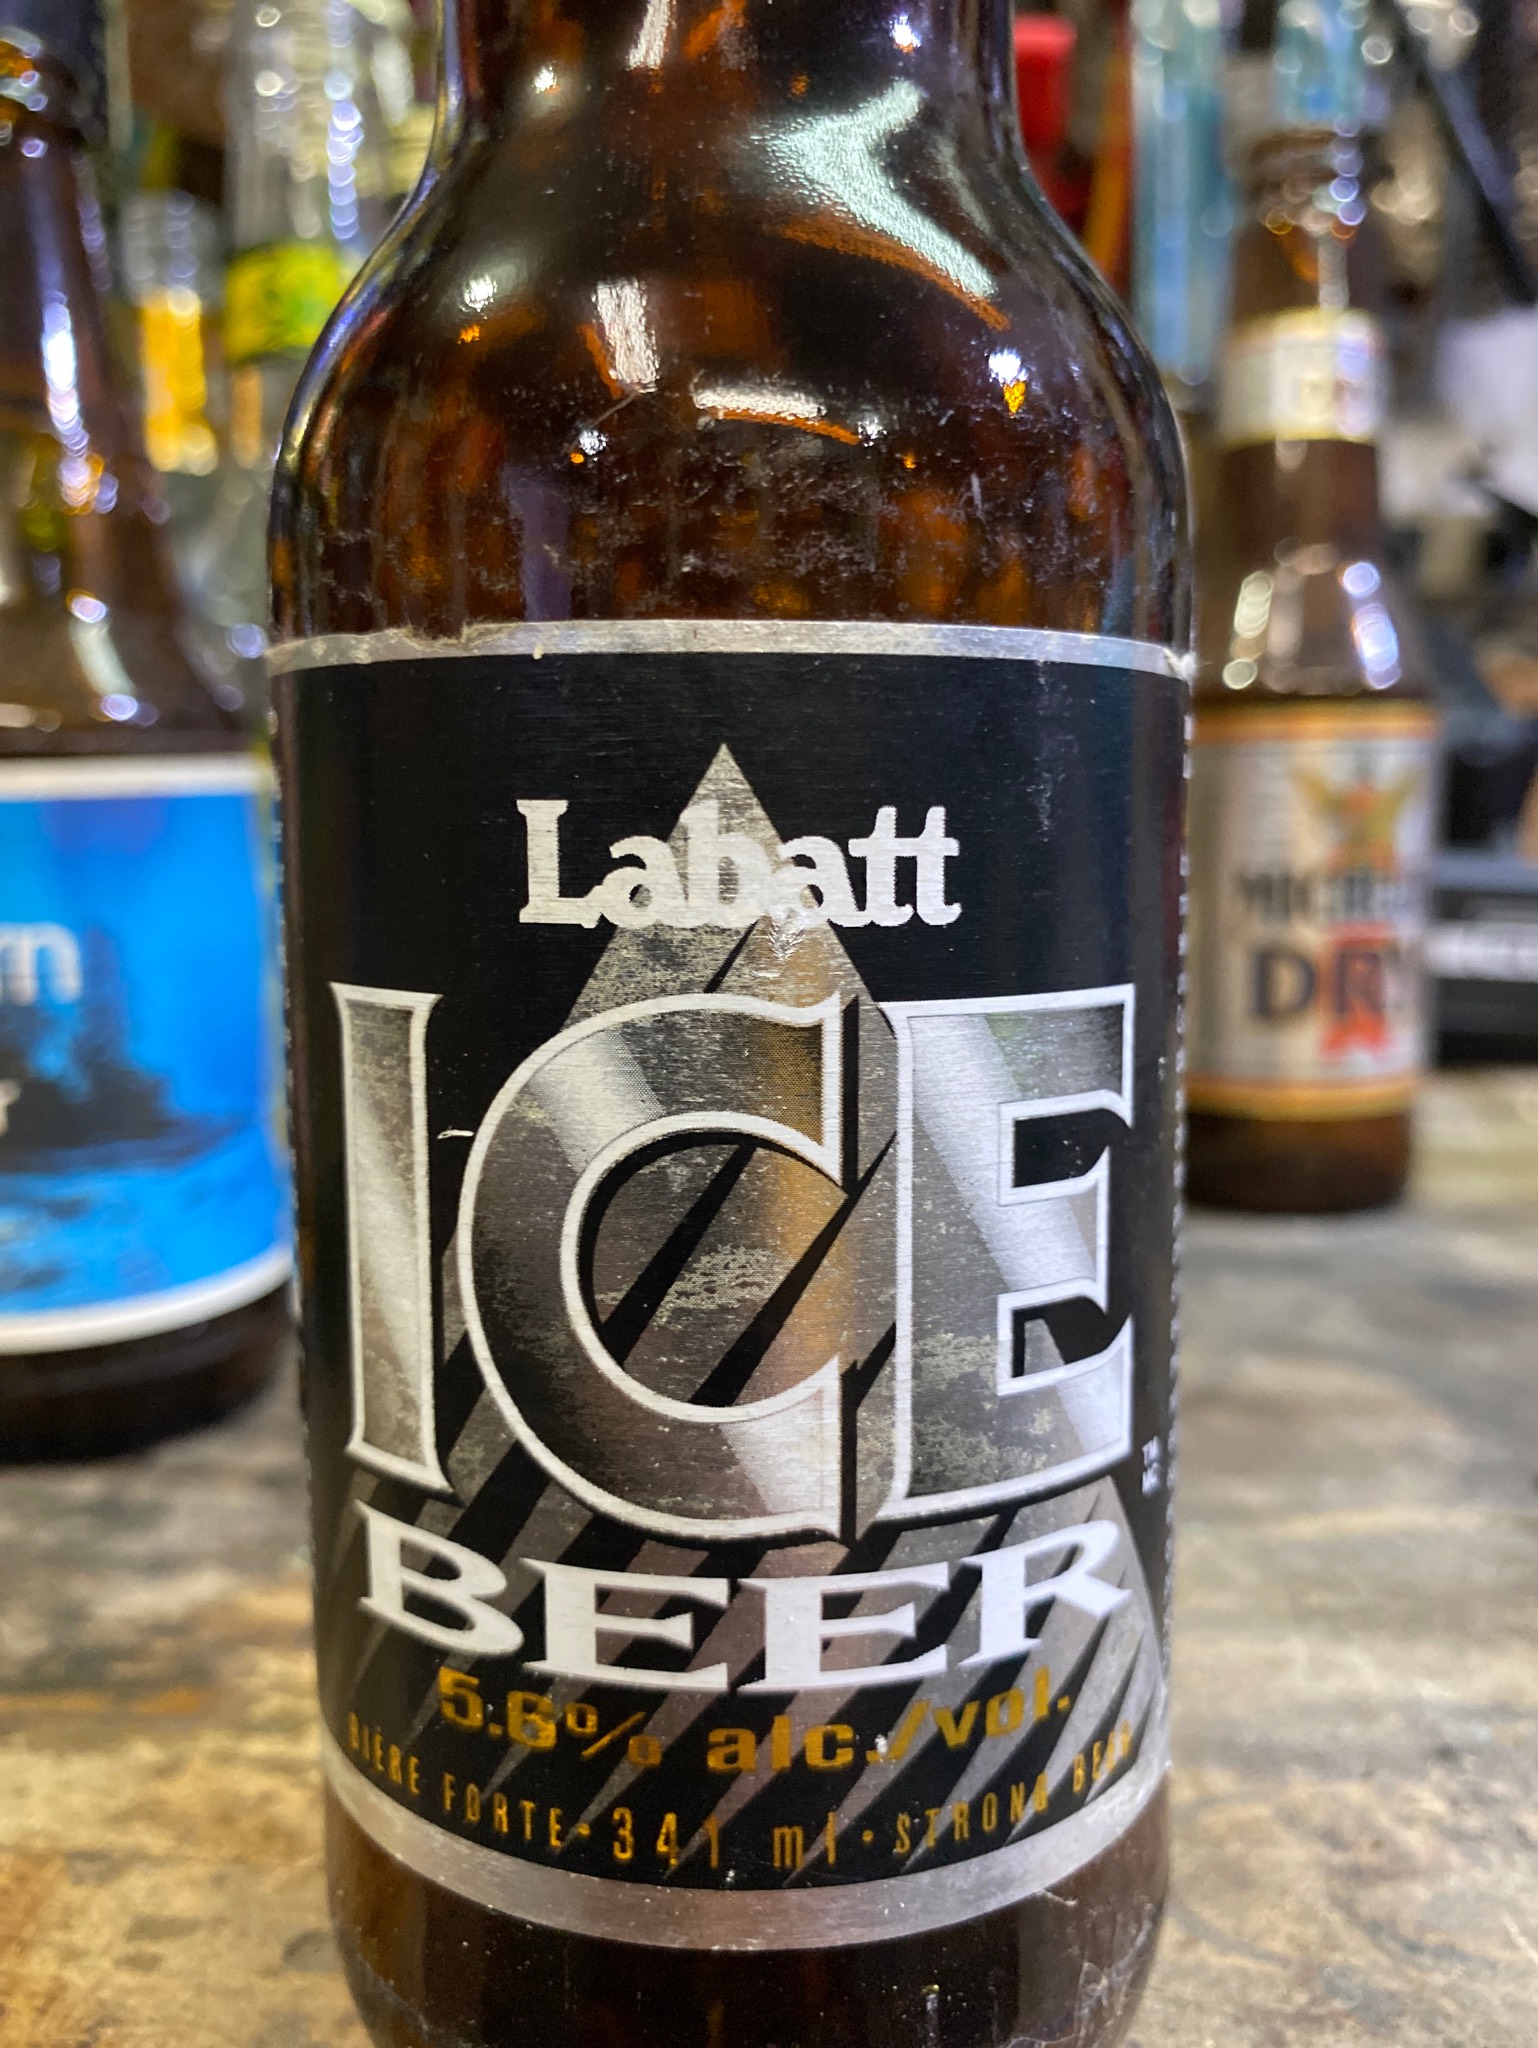 Labatt
ICE
BEER
5.6% alc./vol.
BIÈRE FORTE • 341 ml • STRONG BEER
DRY